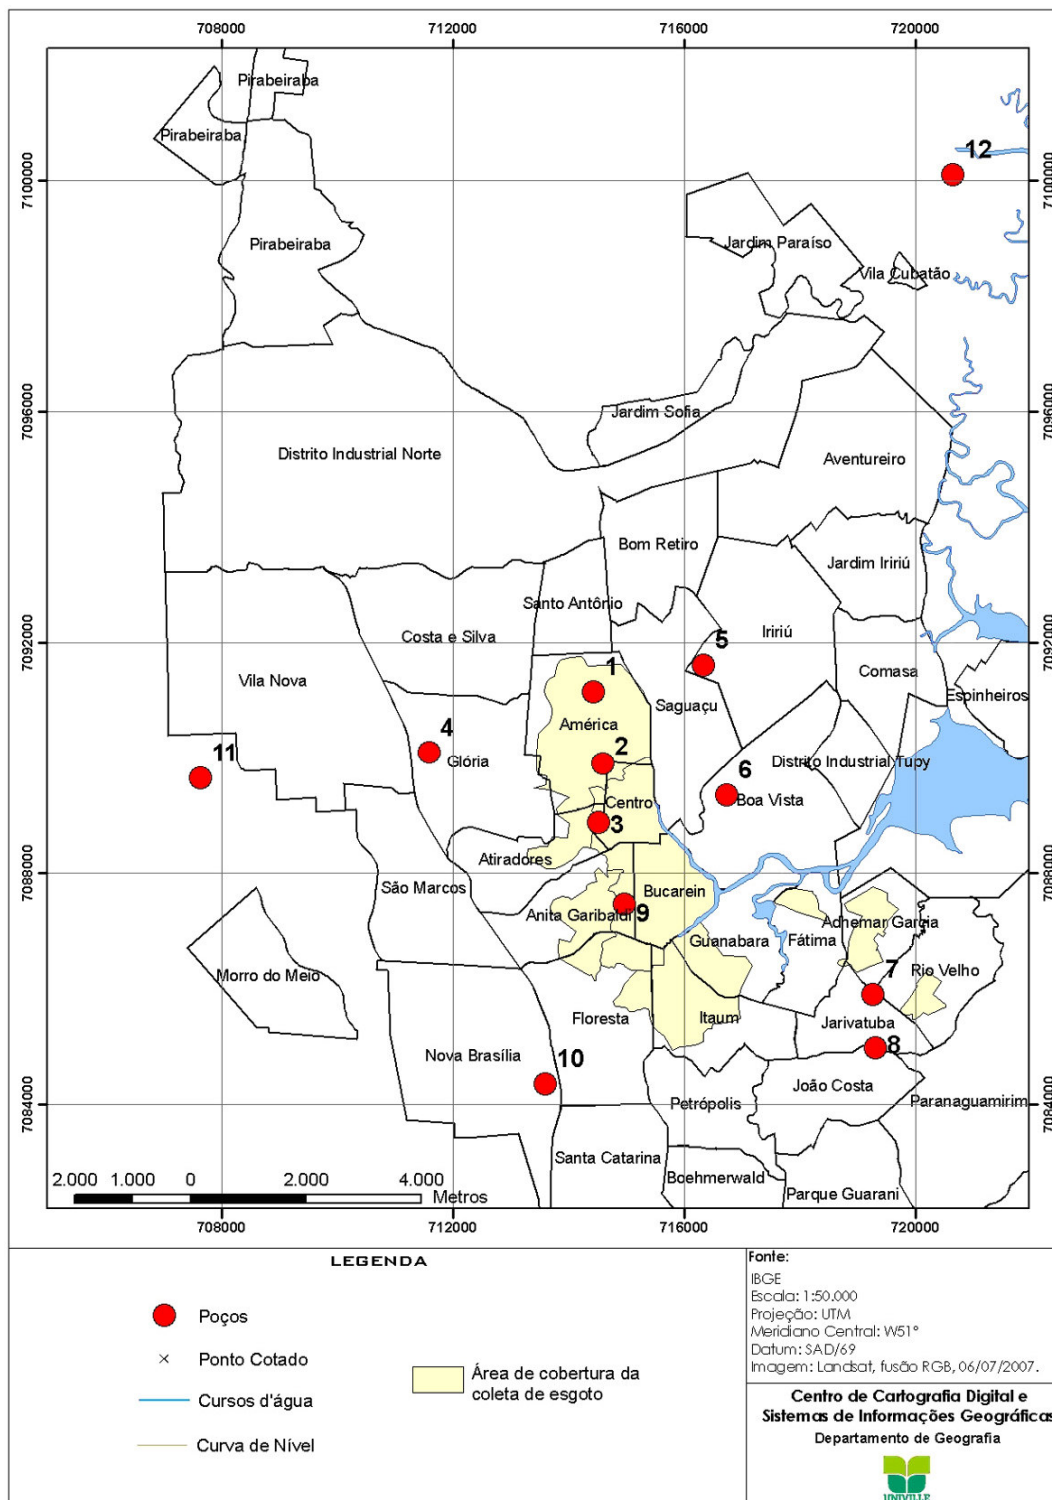 708000
712000
716000
720000
Pirabeiraba
Pirabeiraba
12
7100000
7100000
Pirabeiraba
Jardim Paraíso
Vila Cubatão
7096000
7096000
Jardim Sofia
Distrito Industrial Norte
Aventureiro
Bom Retiro
Jardim Iririú
Santo Antônio
Costa e Silva
Iririú
7092000
7092000
5
1
Vila Nova
Comasa
Espinheiros
Saguaçu
América
11
4
2
Glória
6
Distrito Industrial Tupy
Centro
Boa Vista
3
Atiradores
7088000
7088000
São Marcos
Bucarein
Anita Garibaldi
9
Adhemar Garcia
Guanabara
Fátima
Morro do Meio
7
Rio Velho
Floresta
Itaum
Jarivatuba
8
Nova Brasília
10
João Costa
7084000
7084000
Petrópolis
Paranaguamirim
Santa Catarina
Boehmerwald
2.000
1.000
0
2.000
4.000
Metros
Parque Guarani
708000
712000
716000
720000
LEGENDA
Poços
Ponto Cotado
Cursos d'água
Curva de Nível
Área de cobertura da
coleta de esgoto
Fonte:
IBGE
Escala: 1:50.000
Projeção: UTM
Meridiano Central: W51°
Datum: SAD/69
Imagem: Landsat, fusão RGB, 06/07/2007.
Centro de Cartografia Digital e
Sistemas de Informações Geográficas
Departamento de Geografia
UNIVILLE